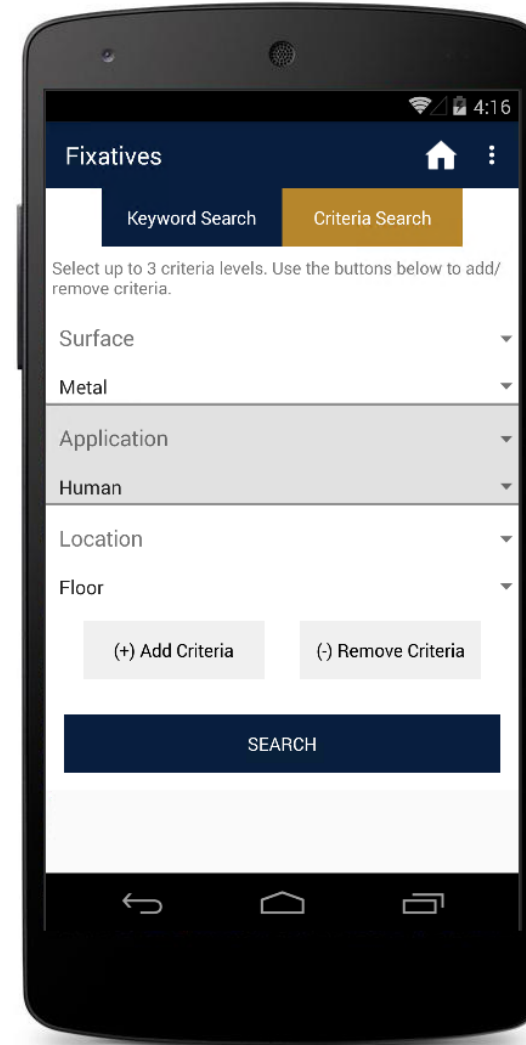 4:16
Fixatives
Keyword Search Criteria Search
Select up to 3 criteria levels. Use the buttons below to add/
remove criteria.
Surface
Metal
Application
Human
Location
Floor
(+) Add Criteria (-) Remove Criteria
SEARCH